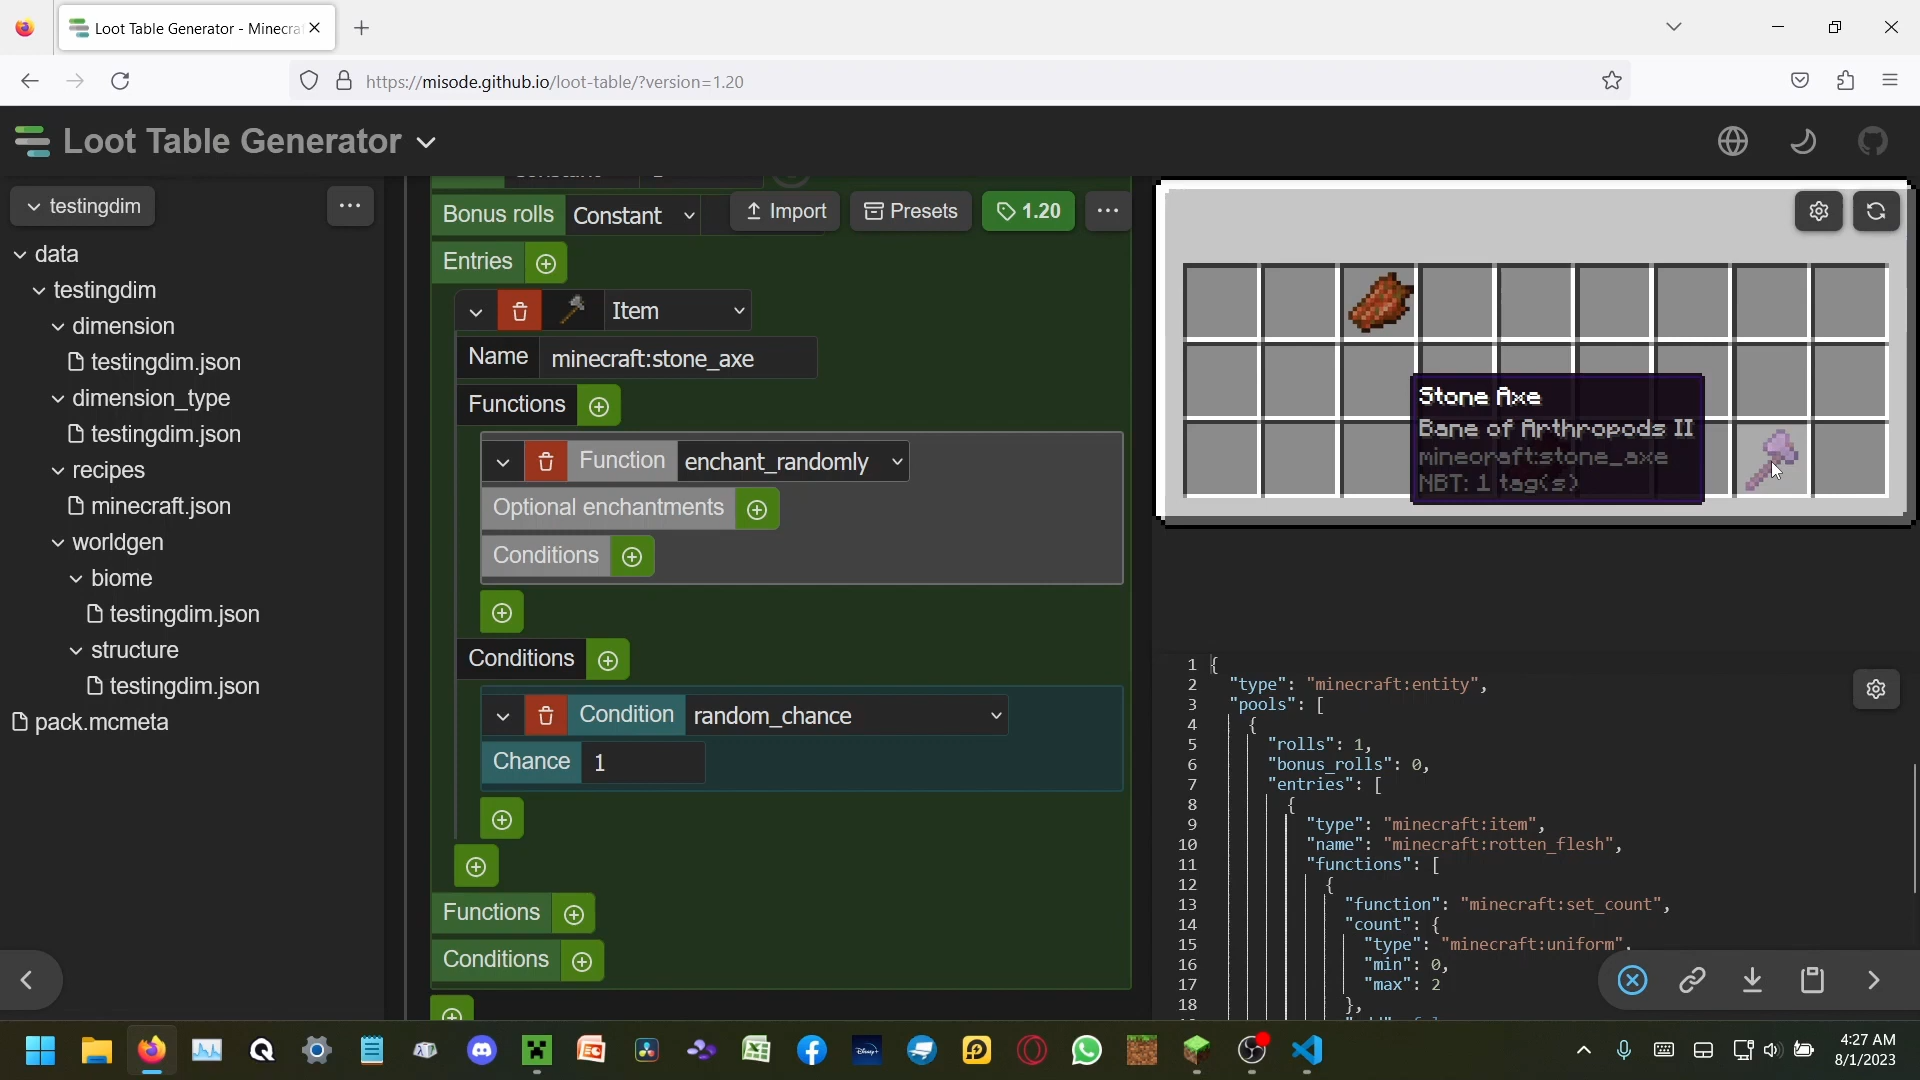 Loot Table Generator - Minecra
https://misode.github.io/loot-table/?version=1.20
Loot Table Generator
testingdim
...
data
testingdim
dimension
testingdim.json
dimension_type
testingdim.json
recipes
minecraft.json
worldgen
biome
testingdim.json
structure
testingdim.json
pack.mcmeta
Bonus rolls Constant
Import Presets 1.20 ...
Entries
Item
Name minecraft:stone_axe
Functions
Function enchant_randomly
Optional enchantments
Conditions
Conditions
Condition random_chance
Chance 1
Functions
Conditions
Stone Axe
Bane of Arthropods II
minecraft:stone_axe
NBT: 1 tag(s)
1 {
2 "type": "minecraft:entity",
3 "pools": [
4 {
5 "rolls": 1,
6 "bonus_rolls": 0,
7 "entries": [
8 {
9 "type": "minecraft:item",
10 "name": "minecraft:rotten_flesh",
11 "functions": [
12 {
13 "function": "minecraft:set_count",
14 "count": {
15 "type": "minecraft:uniform",
16 "min": 0,
17 "max": 2
18 },
4:27 AM
8/1/2023